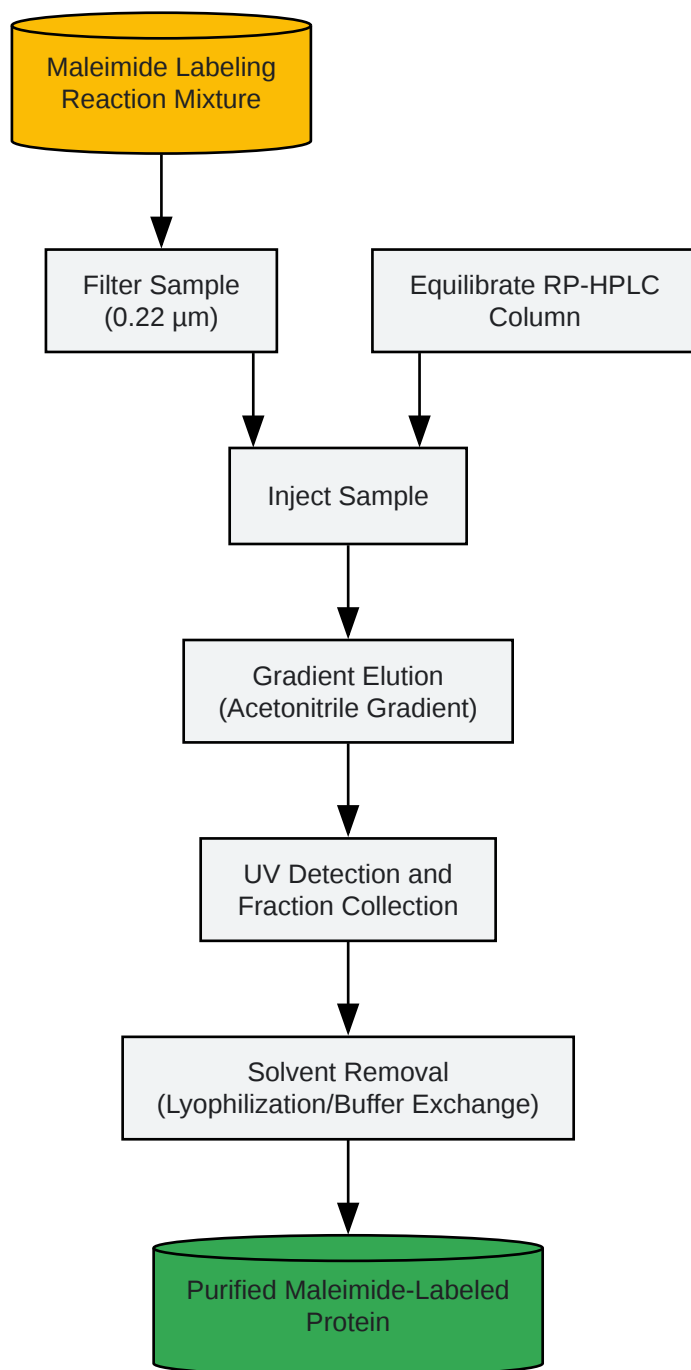 Maleimide Labeling
Reaction Mixture
Filter Sample
(0.22 µm)
Equilibrate RP-HPLC
Column
Inject Sample
Gradient Elution
(Acetonitrile Gradient)
UV Detection and
Fraction Collection
Solvent Removal
(Lyophilization/Buffer Exchange)
Purified Maleimide-Labeled
Protein